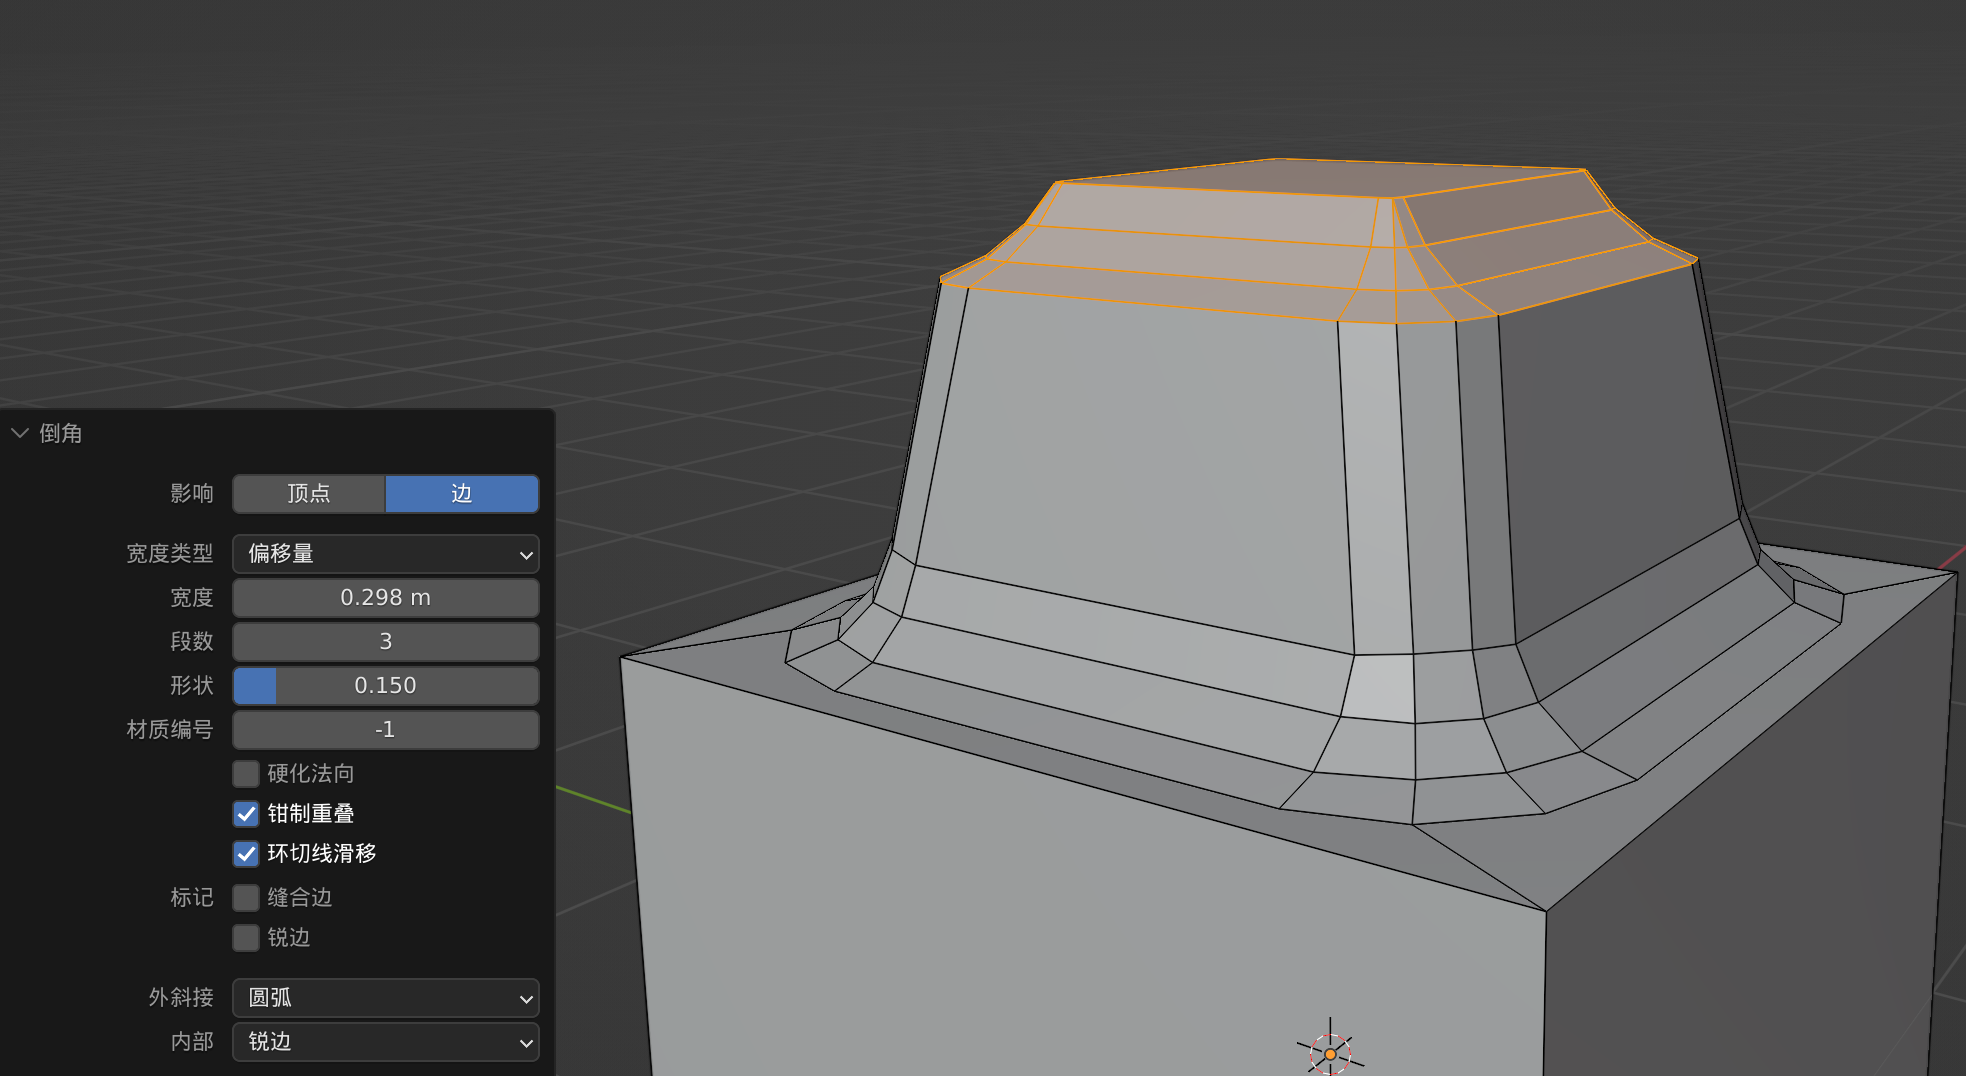 倒角
影响 顶点 边
宽度类型 偏移量
宽度 0.298 m
段数 3
形状 0.150
材质编号 -1
硬化法向
钳制重叠
环切线滑移
标记 缝合边
锐边
外斜接 圆弧
内部 锐边